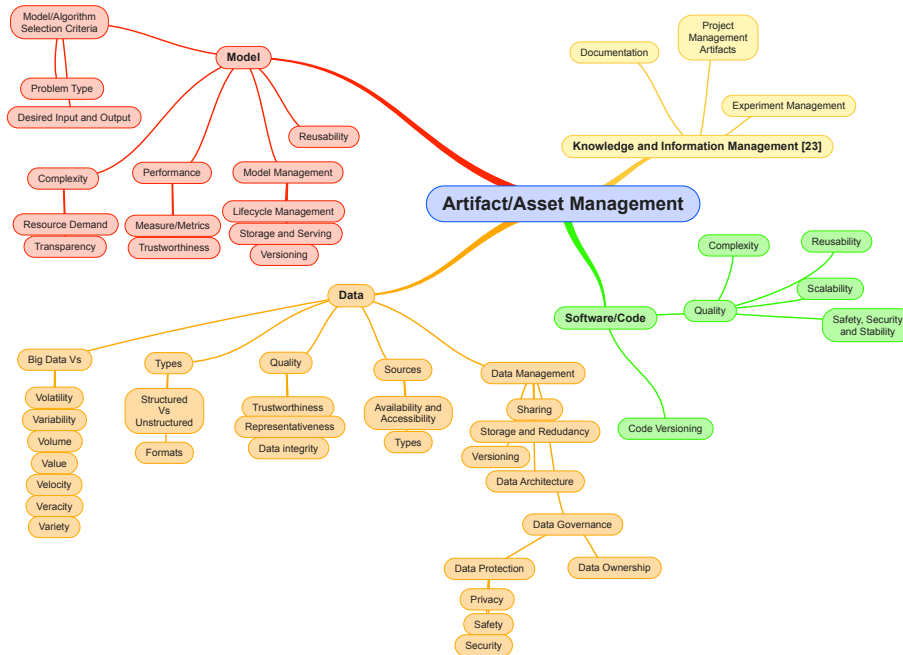 Model/Algorithm
Selection Criteria
Problem Type
Desired Input and Output
Model
Reusability
Complexity
Resource Demand
Transparency
Performance
Measure/Metrics
Trustworthiness
Model Management
Lifecycle Management
Storage and Serving
Versioning
Documentation
Project
Management
Artifacts
Experiment Management
Knowledge and Information Management [23]
Artifact/Asset Management
Software/Code
Quality
Complexity
Reusability
Scalability
Safety, Security
and Stability
Code Versioning
Data
Big Data Vs
Volatility
Variability
Volume
Value
Velocity
Veracity
Variety
Types
Structured
Vs
Unstructured
Formats
Quality
Trustworthiness
Representativeness
Data integrity
Sources
Availability and
Accessibility
Types
Data Management
Sharing
Storage and Redudancy
Versioning
Data Architecture
Data Governance
Data Protection
Data Ownership
Privacy
Safety
Security